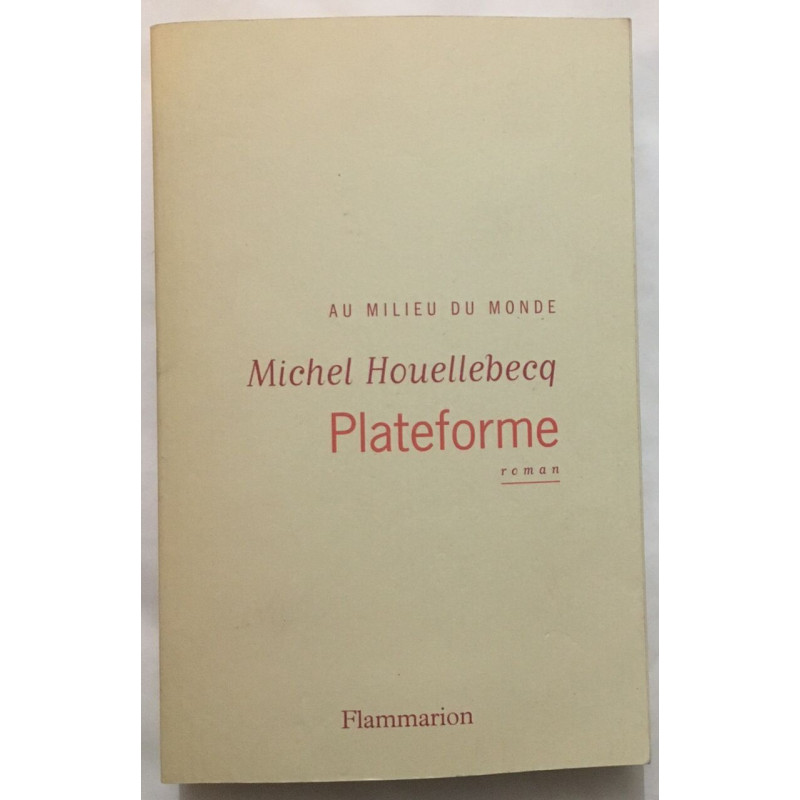 AU MILIEU DU MONDE
Michel Houellebecq
Plateforme
roman
Flammarion